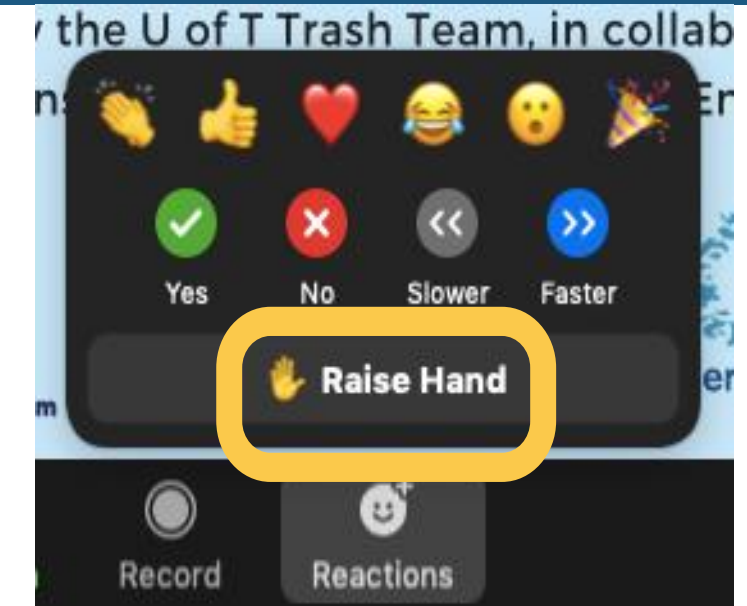 the U of T Trash Team, in collab
Yes No Slower Faster
Raise Hand
Record Reactions